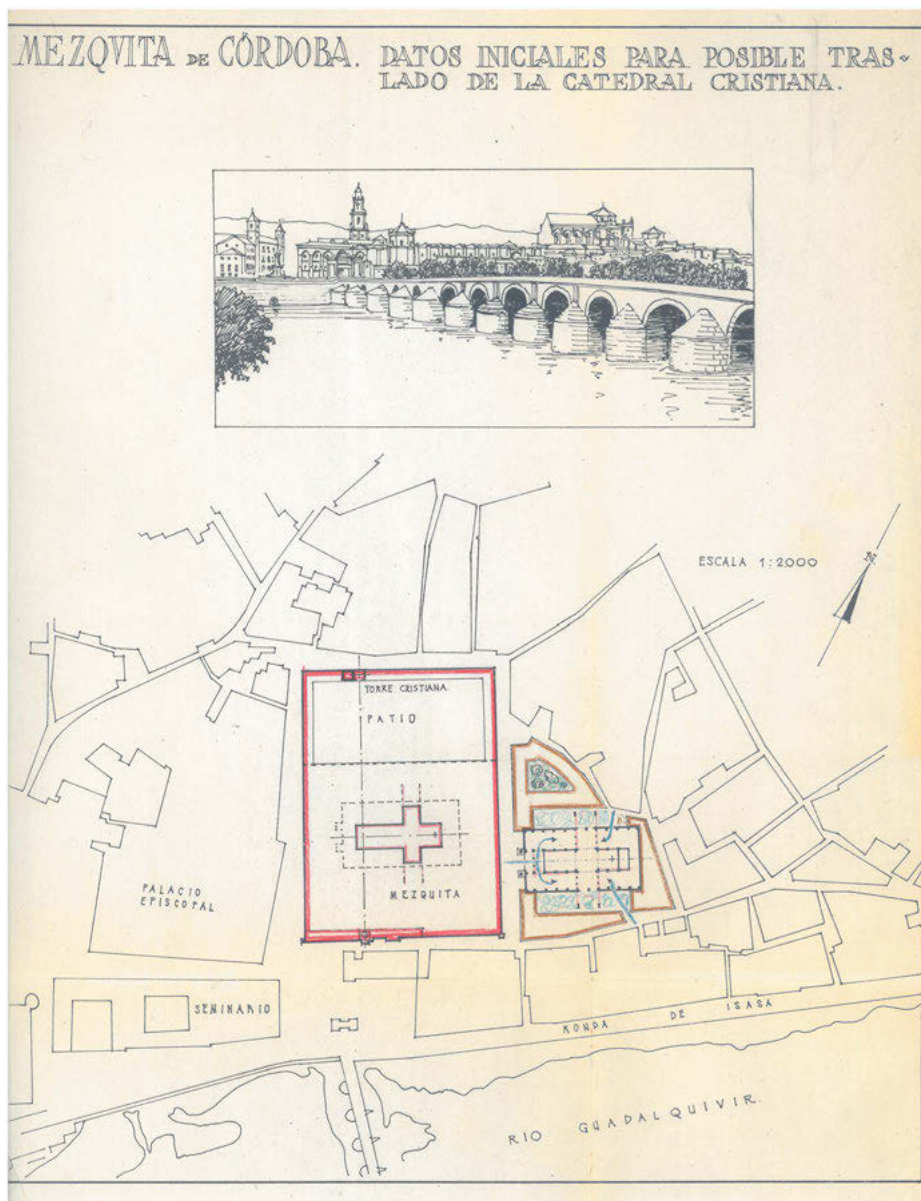 MEZQVITA DE CÓRDOBA. DATOS INICIALES PARA POSIBLE TRAS-
LADO DE LA CATEDRAL CRISTIANA.
ESCALA 1:2000
N.
TORRE CRISTIANA.
PATIO
MEZQUITA
PALACIO
EPISCOPAL
SEMINARIO
RONDA DE ISASA
RIO GUADALQUIVIR.